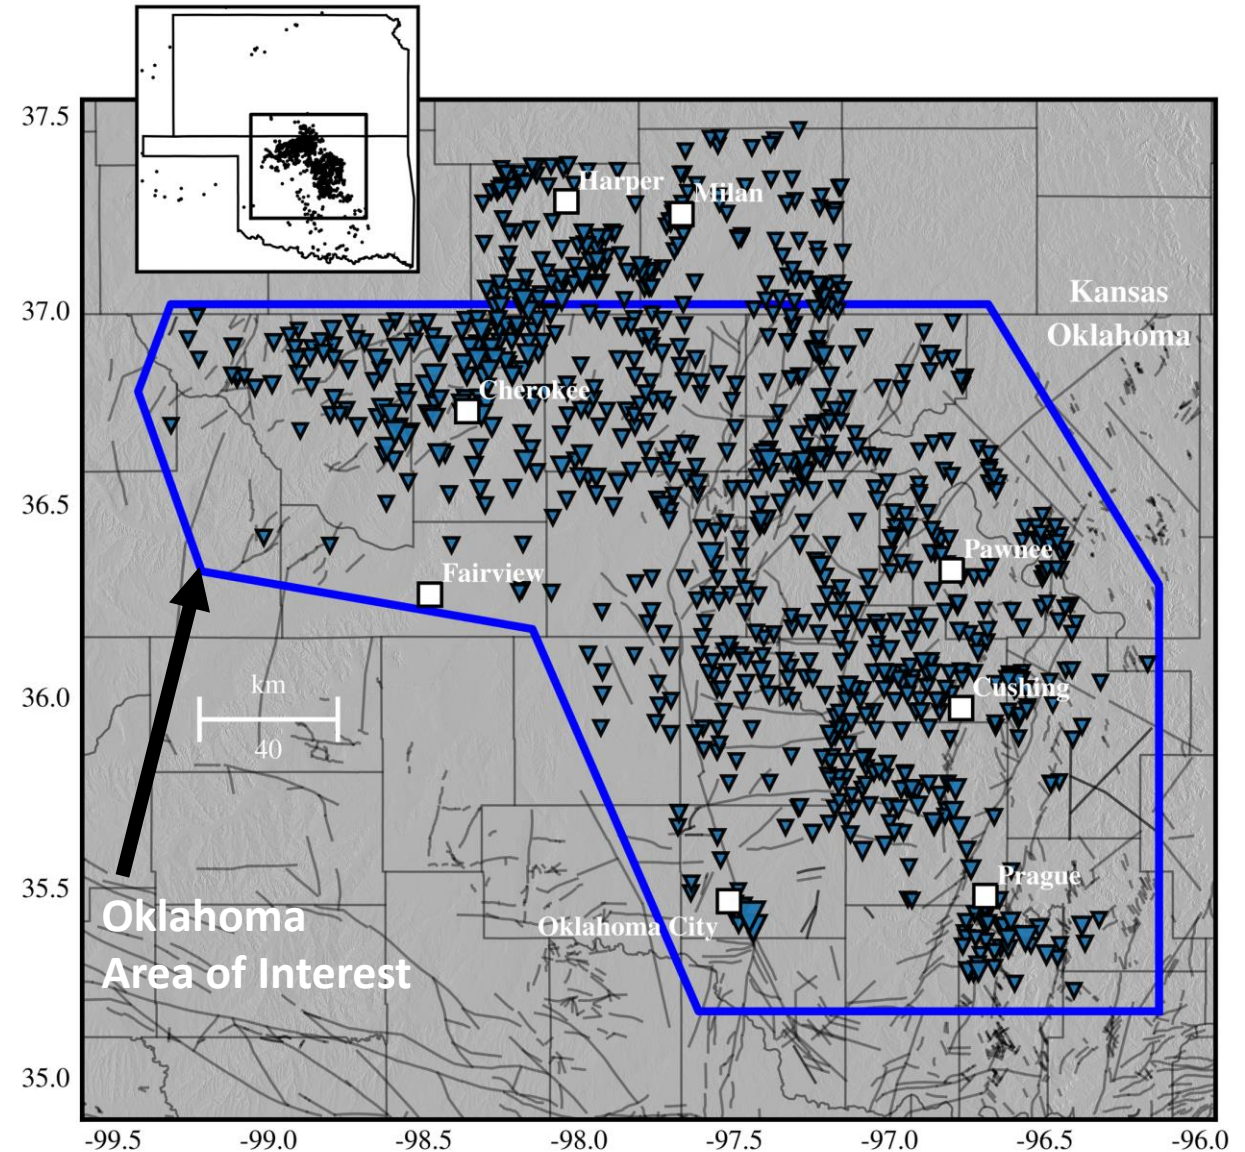 37.5
Harper
Milan
37.0
Kansas
Oklahoma
Cherokee
36.5
Pawnee
Fairview
36.0
km
40
Cushing
35.5
Prague
Oklahoma City
Oklahoma
Area of Interest
35.0
-99.5 -99.0 -98.5 -98.0 -97.5 -97.0 -96.5 -96.0